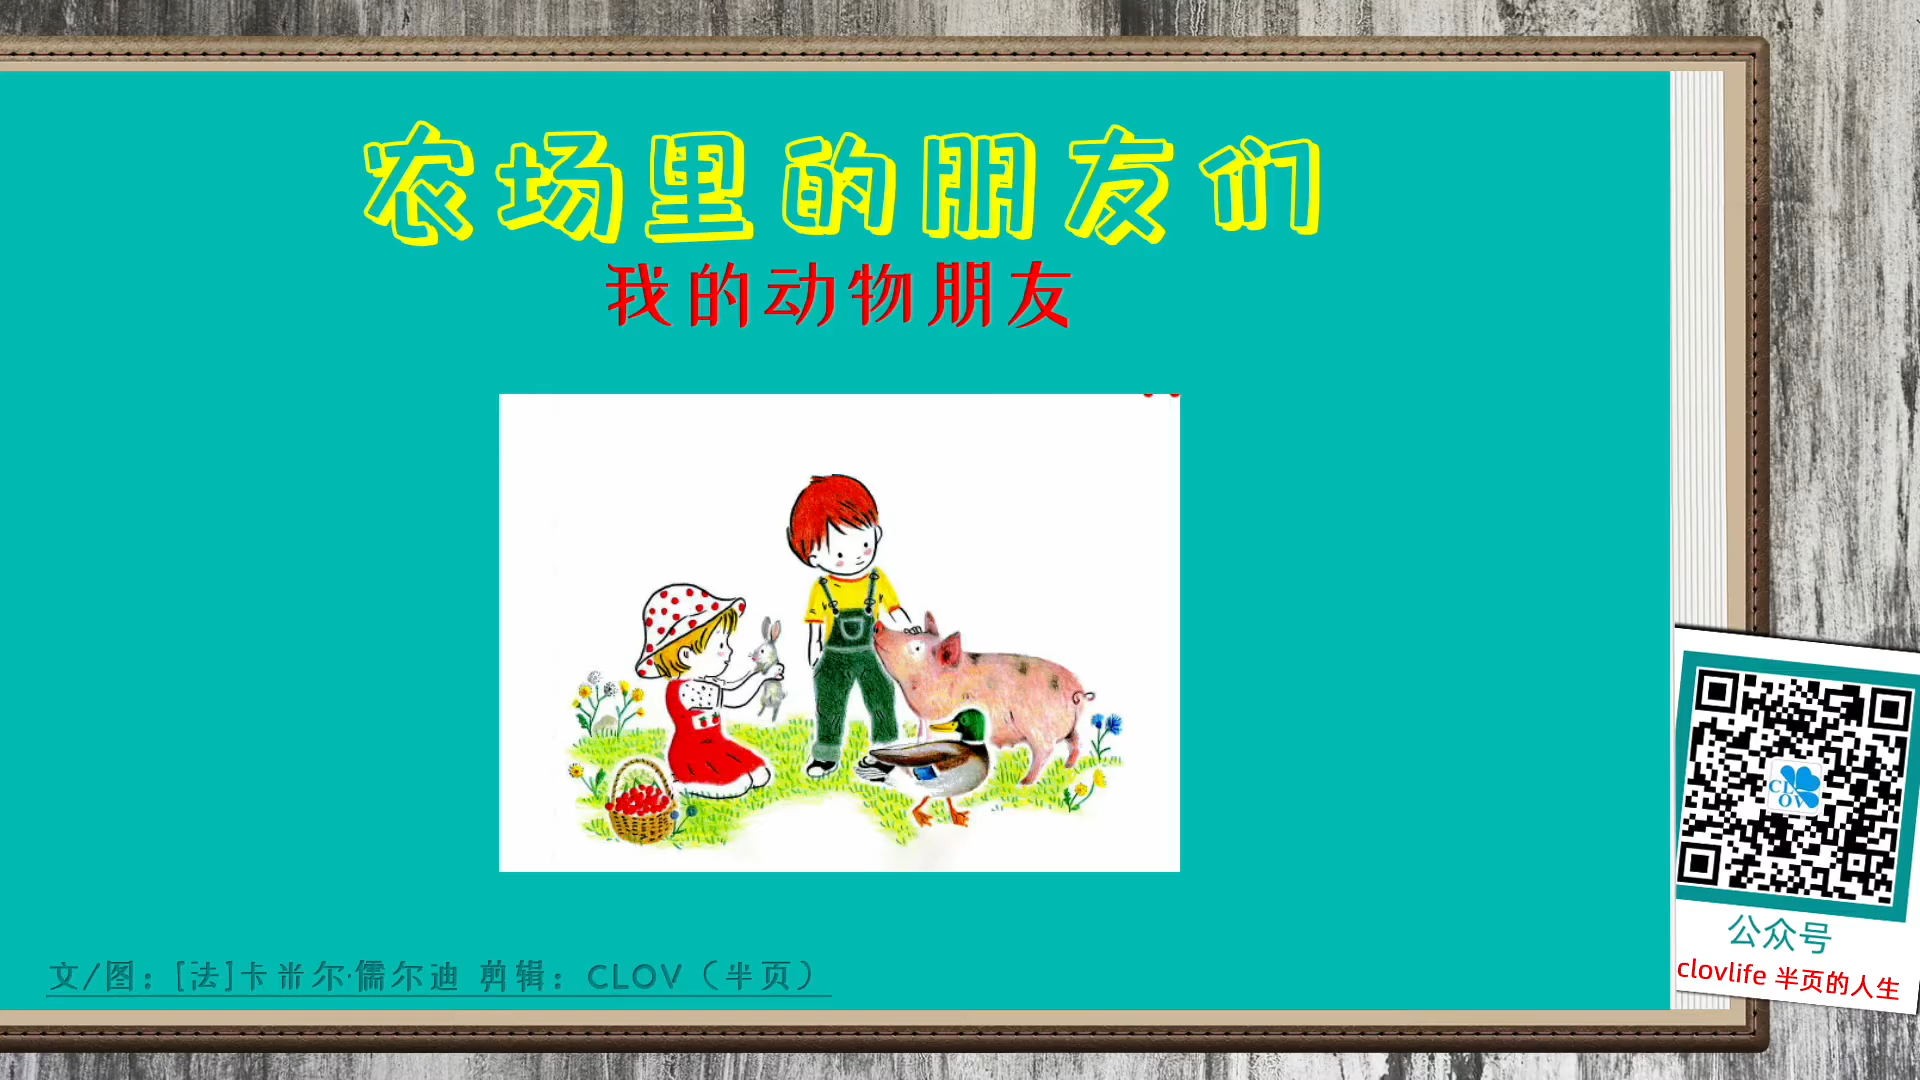 农场里的朋友们
我的动物朋友
文/图：[法]卡米尔·儒尔迪 剪辑：CLOV（半页）
CLOV
公众号
clovlife 半页的人生